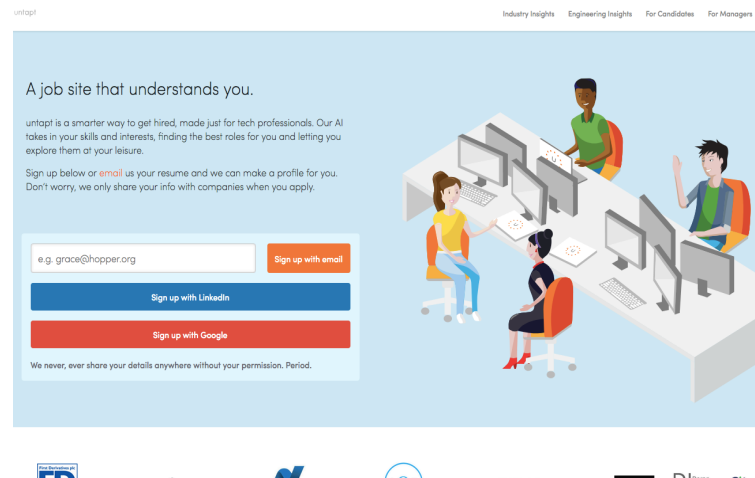 untapt
Industry Insights Engineering Insights For Candidates For Managers
A job site that understands you.
untapt is a smarter way to get hired, made just for tech professionals. Our AI
takes in your skills and interests, finding the best roles for you and letting you
explore them at your leisure.
Sign up below or email us your resume and we can make a profile for you.
Don't worry, we only share your info with companies when you apply.
e.g. grace@hopper.org
Sign up with email
Sign up with LinkedIn
Sign up with Google
We never, ever share your details anywhere without your permission. Period.
First Derivatives plc